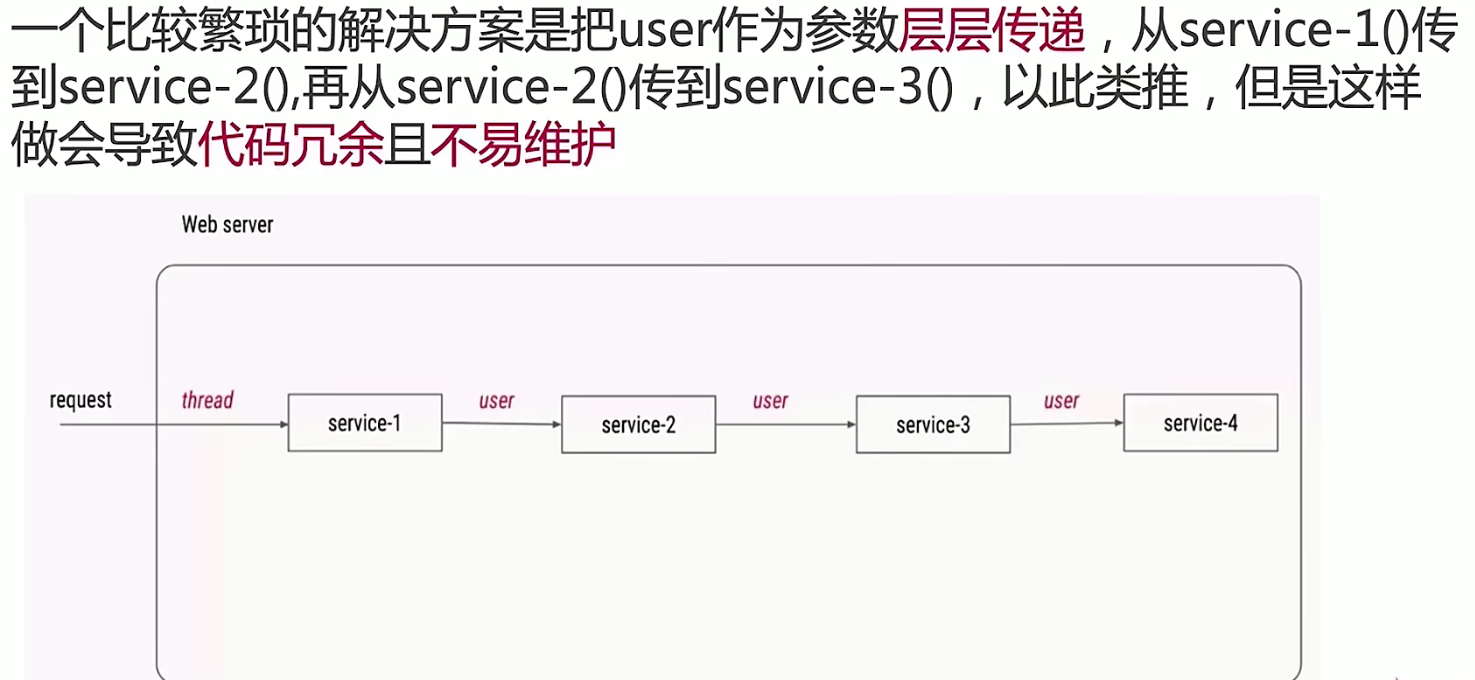 一个比较繁琐的解决方案是把user作为参数层层传递，从service-1()传
到service-2(),再从service-2()传到service-3()，以此类推，但是这样
做会导致代码冗余且不易维护
Web server
request thread user user user
service-1 service-2 service-3 service-4